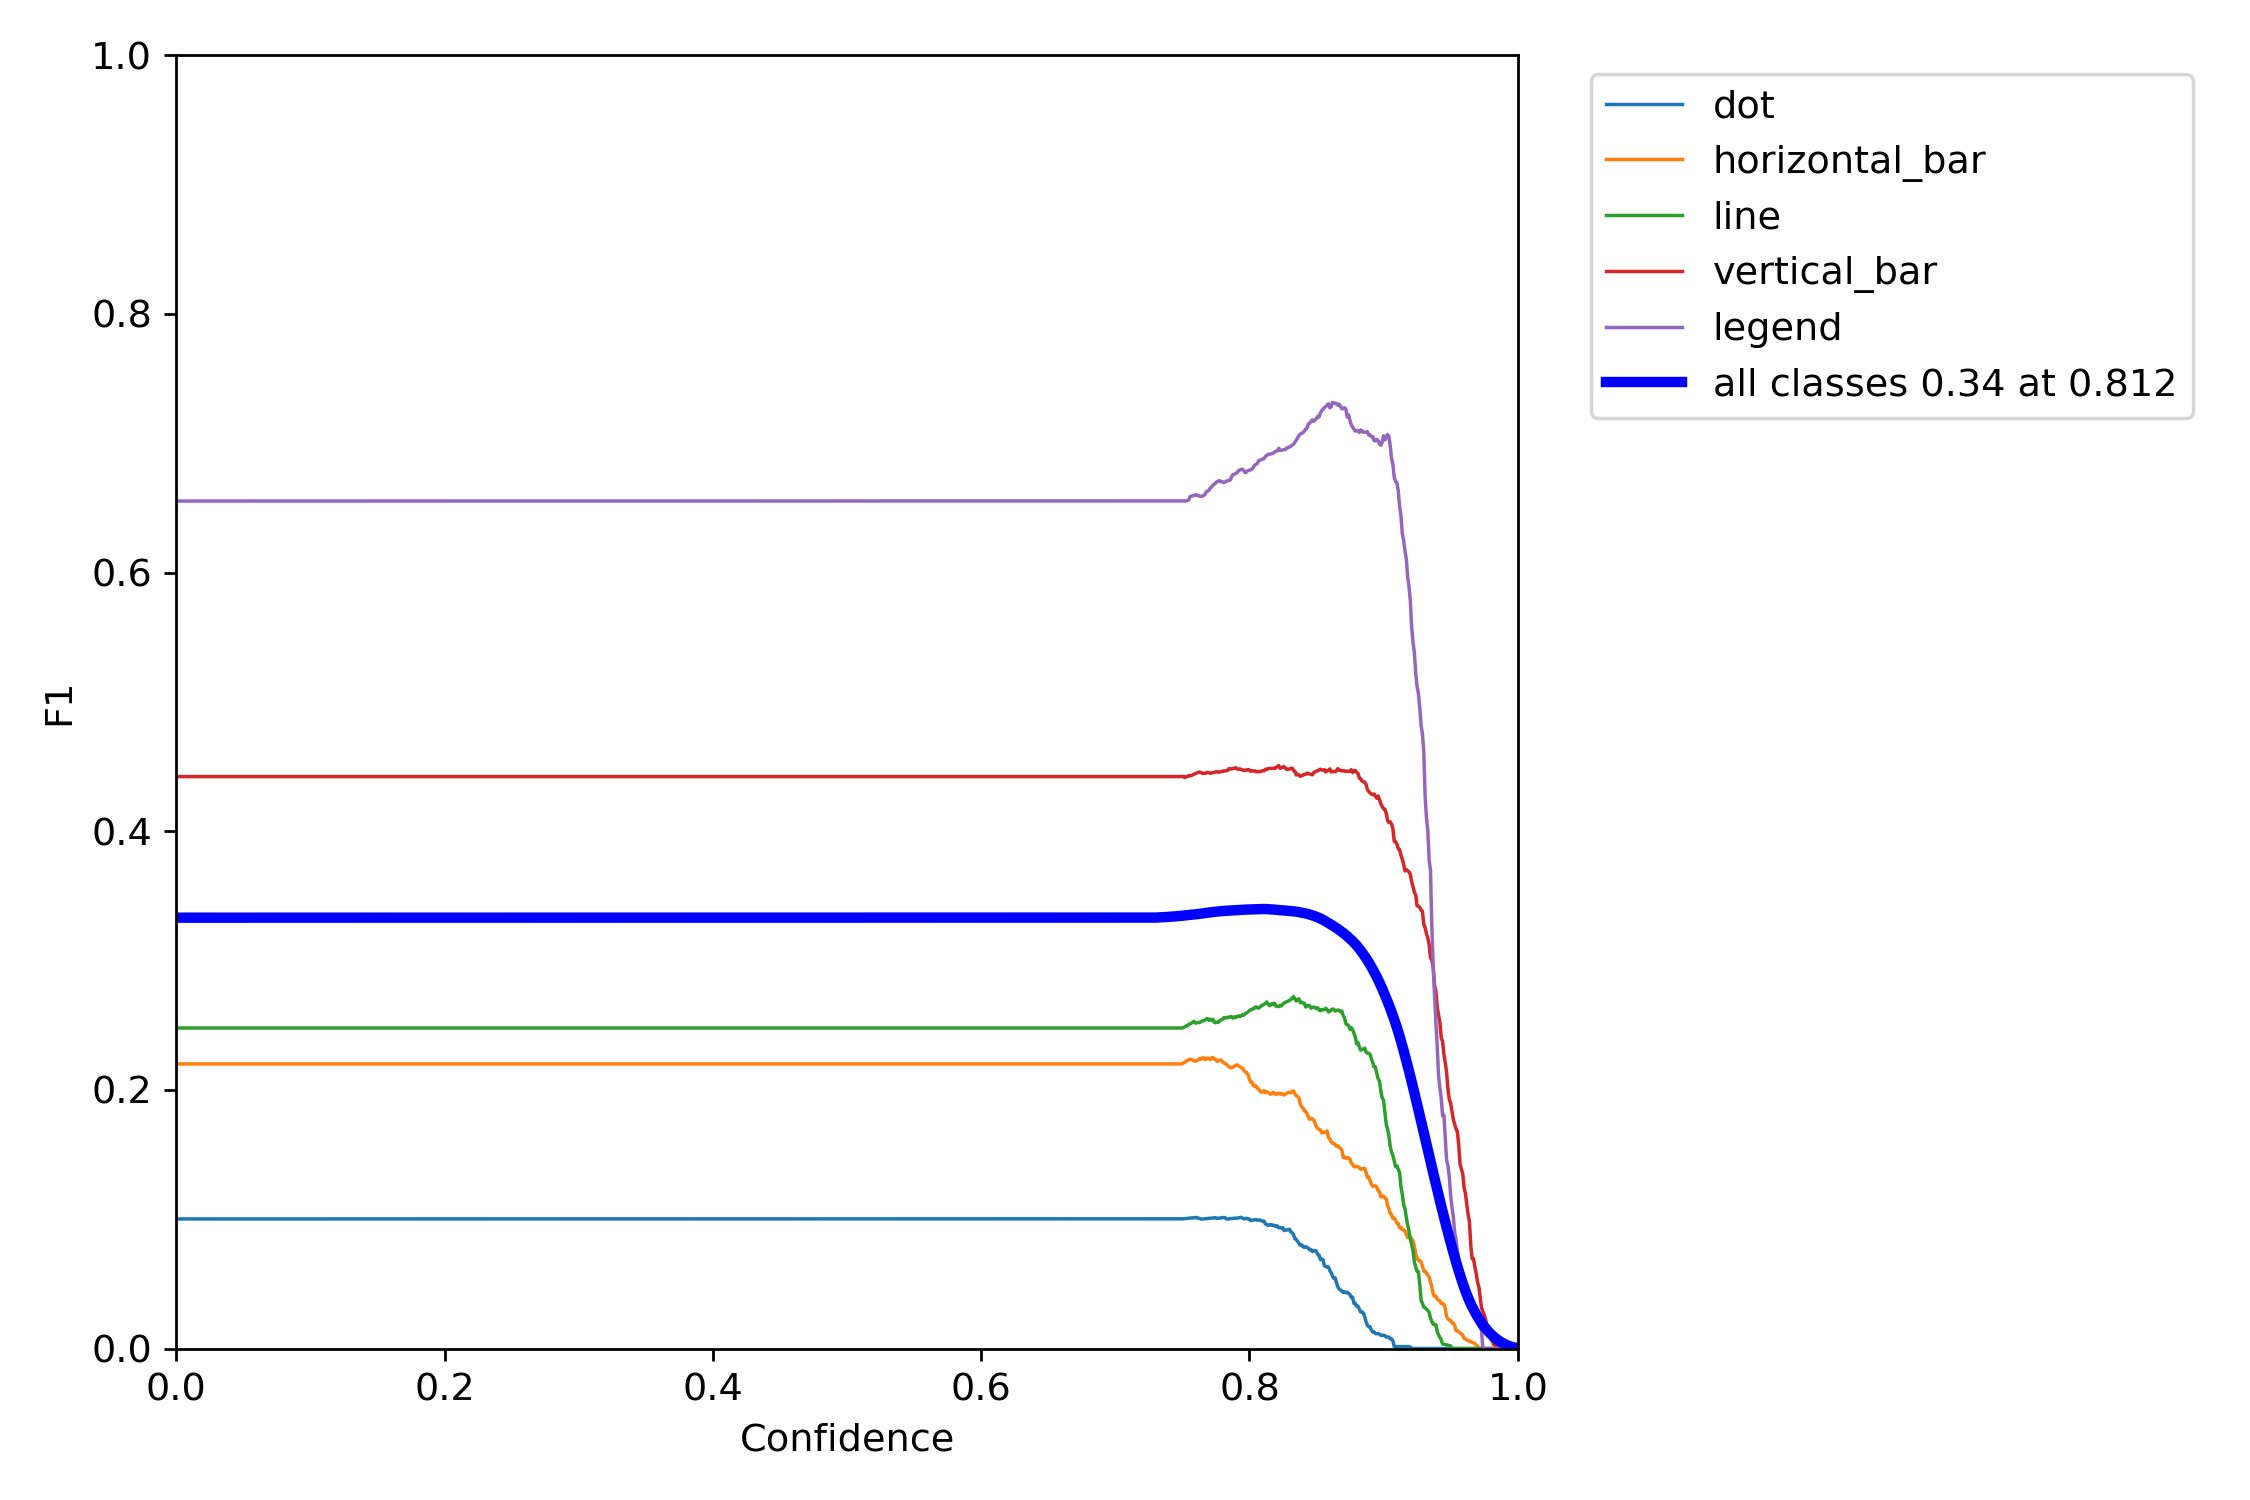 1.0
0.8
0.6
0.4
0.2
0.0
F1
0.0 0.2 0.4 0.6 0.8 1.0
Confidence
dot
horizontal_bar
line
vertical_bar
legend
all classes 0.34 at 0.812